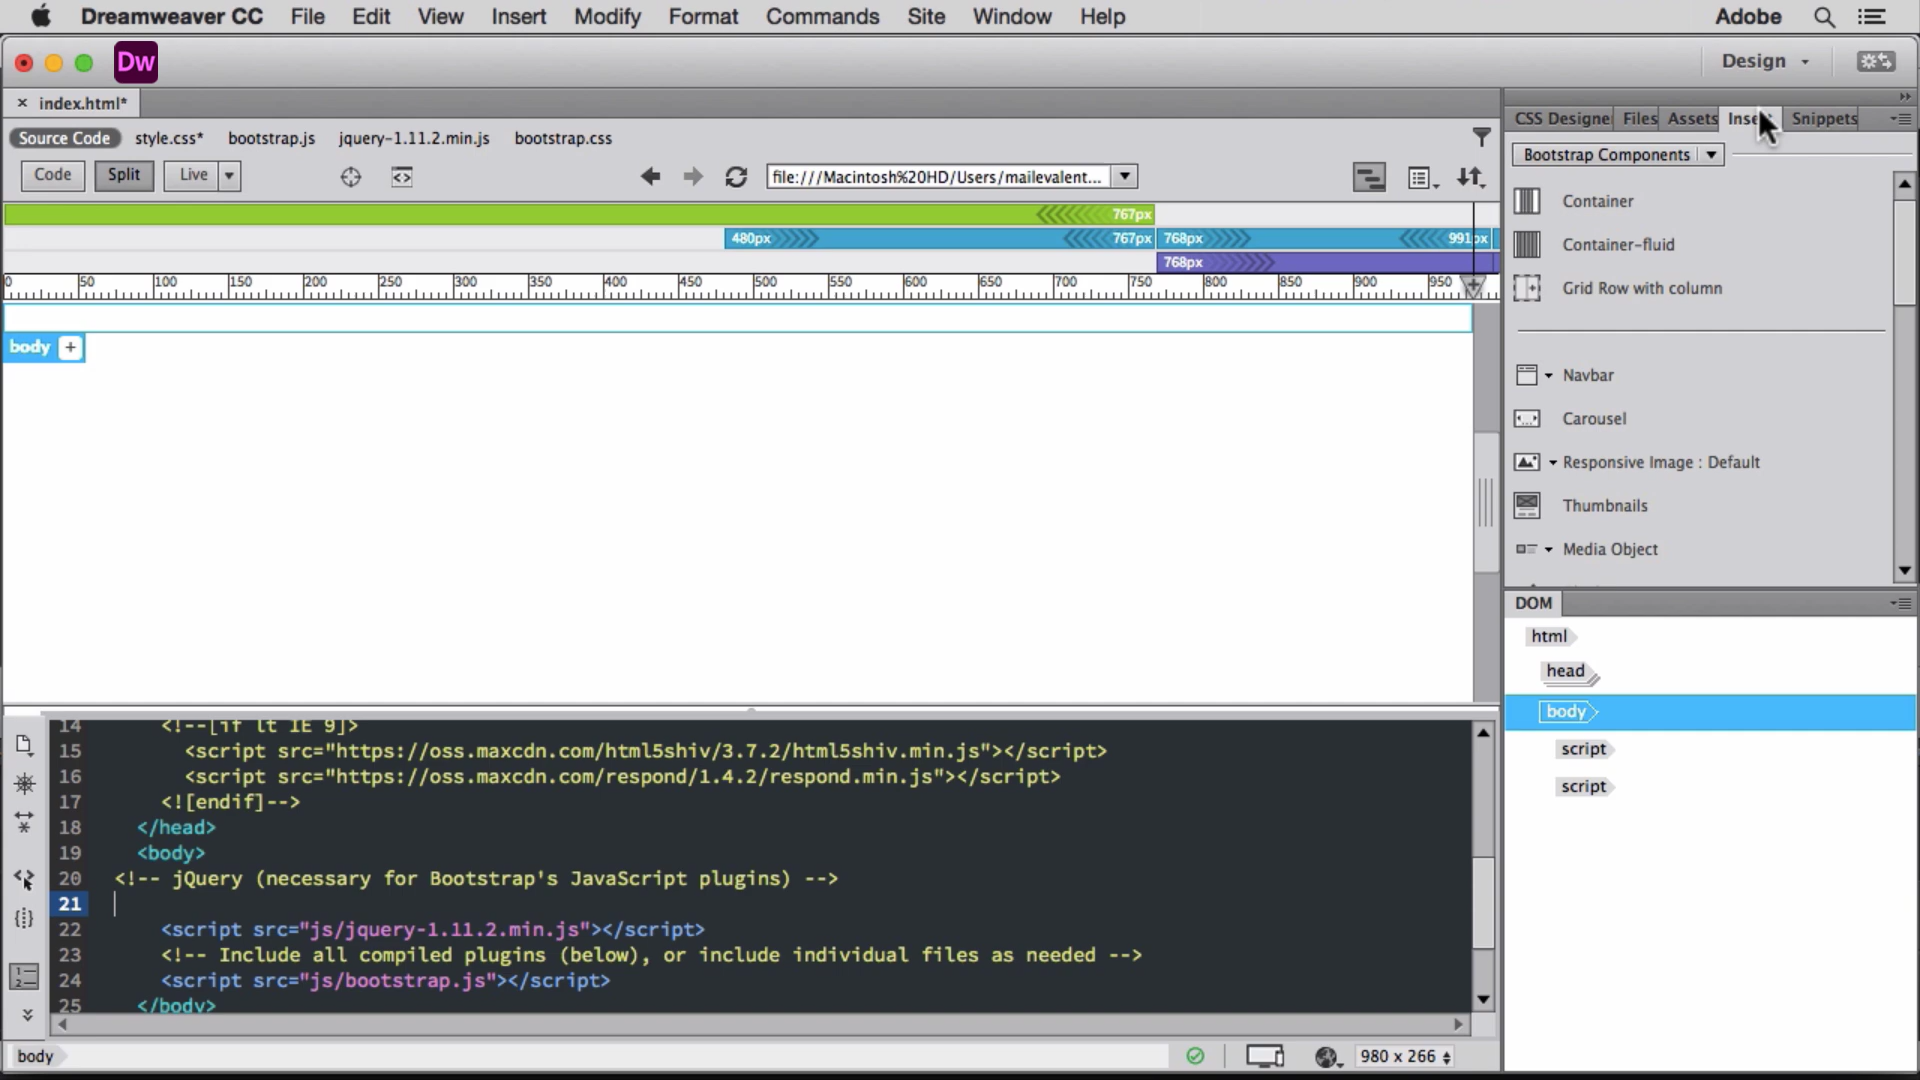 Dreamweaver CC File Edit View Insert Modify Format Commands Site Window Help Adobe
Dw Design
index.html*
Source Code style.css* bootstrap.js jquery-1.11.2.min.js bootstrap.css
Code Split Live file:///Macintosh%20HD/Users/mailevalent...
767px
480px 767px 768px 991px
768px
0 50 100 150 200 250 300 350 400 450 500 550 600 650 700 750 800 850 900 950
body +
14 <!--[if lt IE 9]>
15 <script src="https://oss.maxcdn.com/html5shiv/3.7.2/html5shiv.min.js"></script>
16 <script src="https://oss.maxcdn.com/respond/1.4.2/respond.min.js"></script>
17 <![endif]-->
18 </head>
19 <body>
20 <!-- jQuery (necessary for Bootstrap's JavaScript plugins) -->
21
22 <script src="js/jquery-1.11.2.min.js"></script>
23 <!-- Include all compiled plugins (below), or include individual files as needed -->
24 <script src="js/bootstrap.js"></script>
25 </body>
body 980 x 266
CSS Designe Files Assets Snippets
Bootstrap Components
Container
Container-fluid
Grid Row with column
Navbar
Carousel
Responsive Image : Default
Thumbnails
Media Object
DOM
html
head
body
script
script